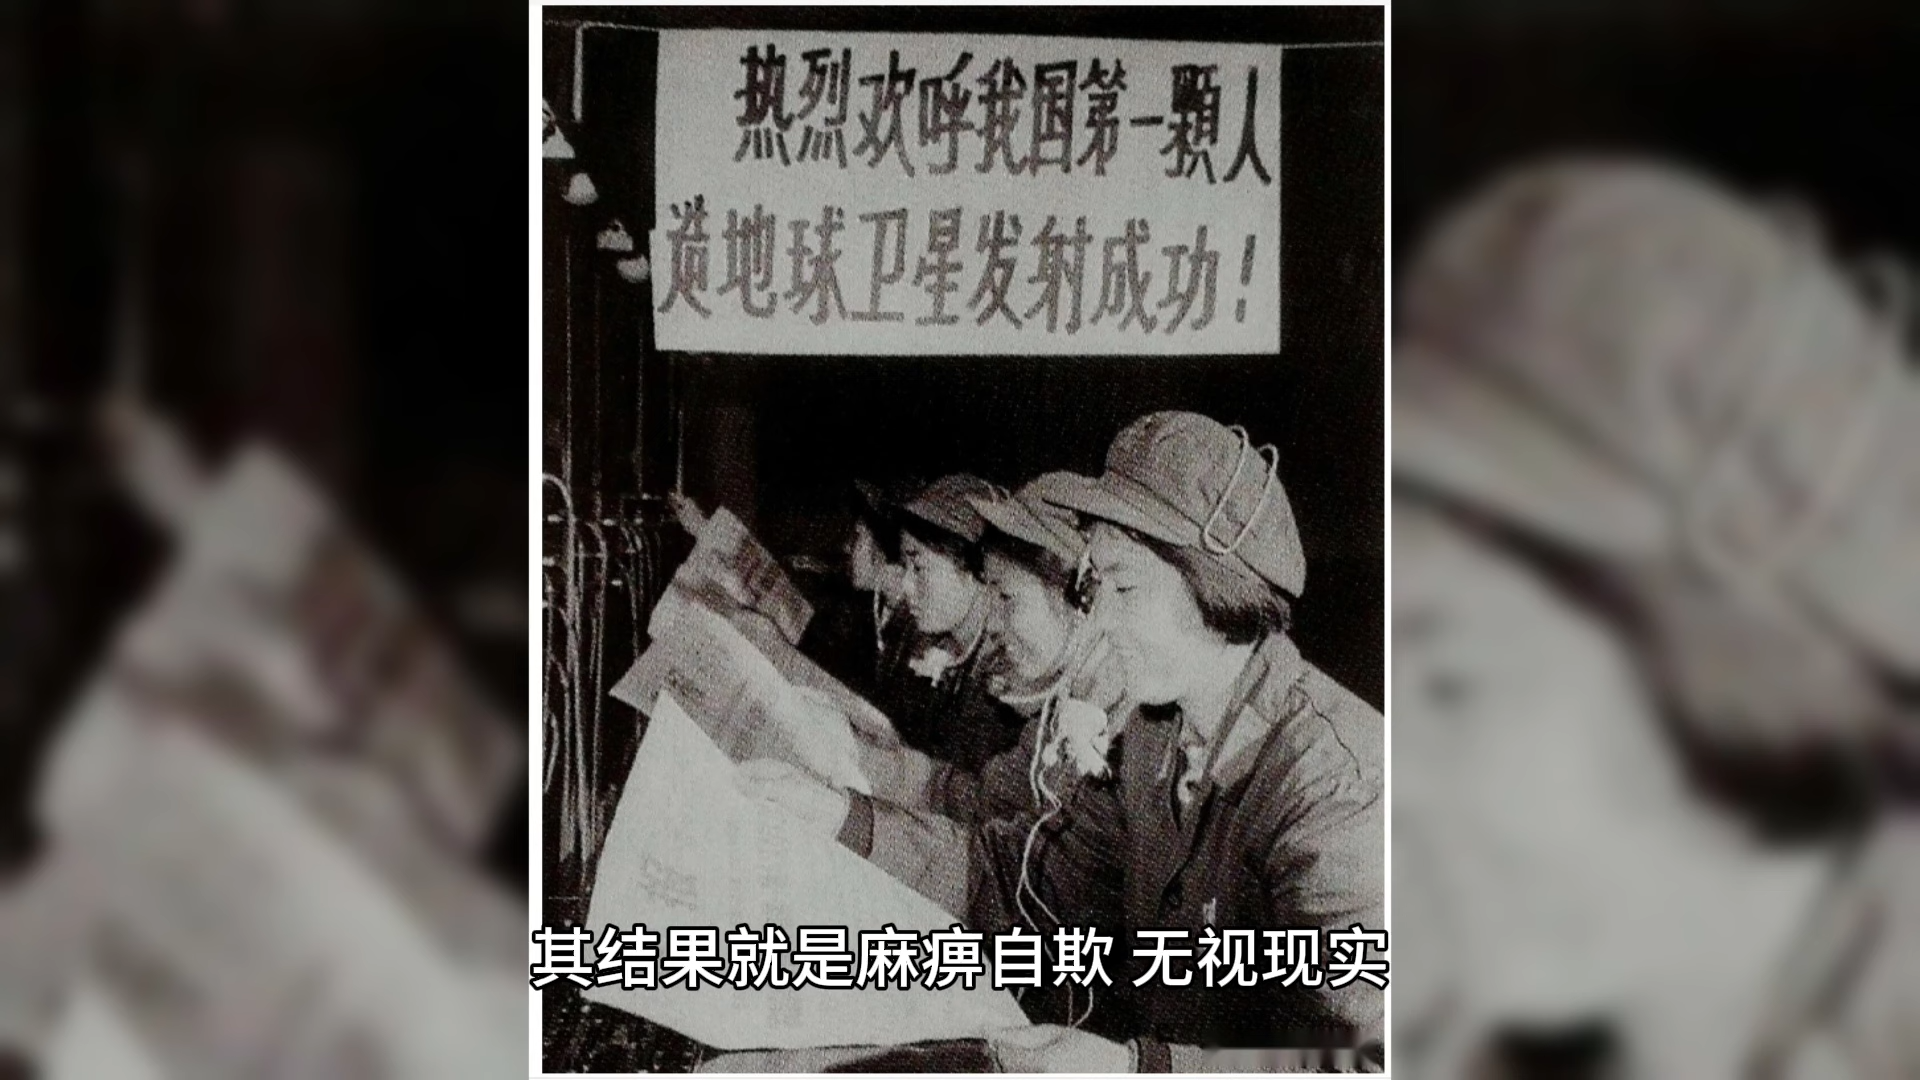 热烈欢呼我国第一颗人
造地球卫星发射成功!
报
其结果就是麻痹自欺 无视现实